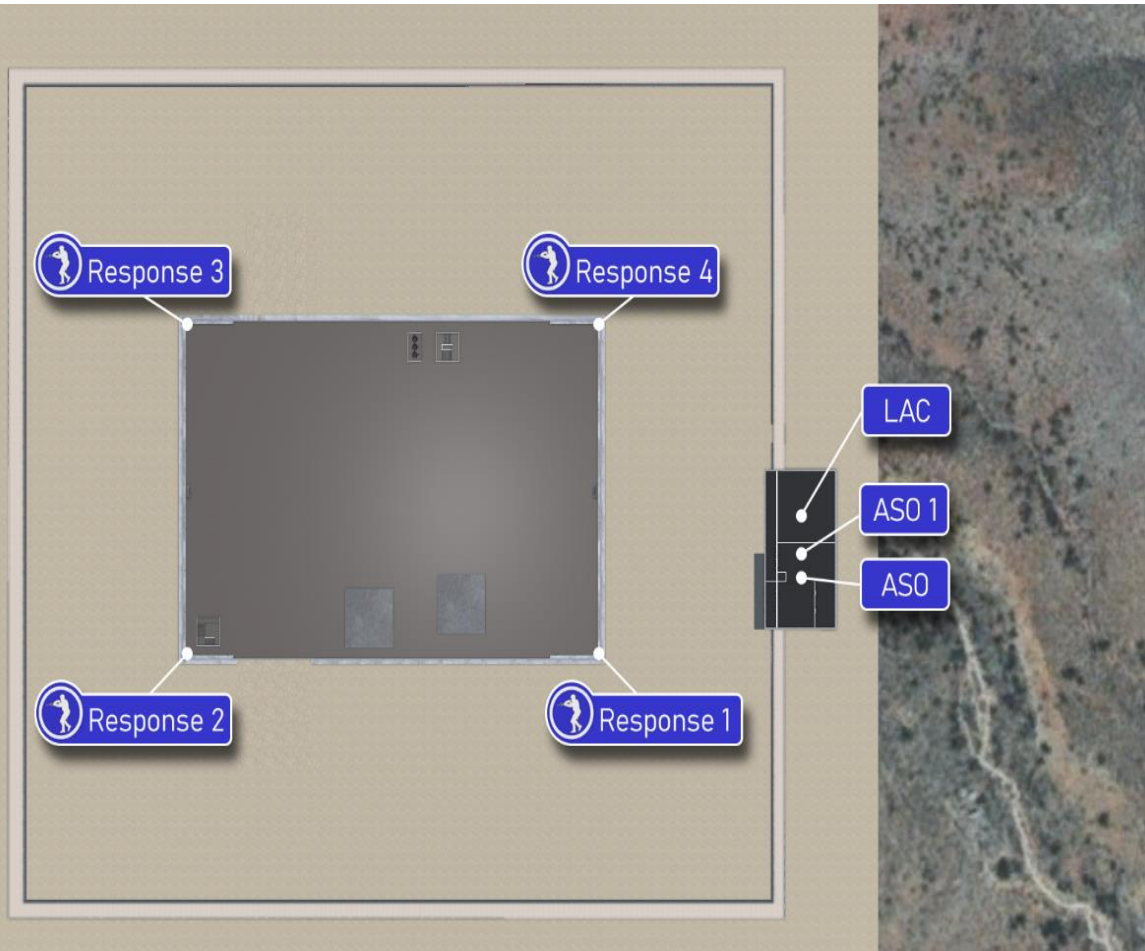 Response 3
Response 4
LAC
ASO 1
ASO
Response 2
Response 1